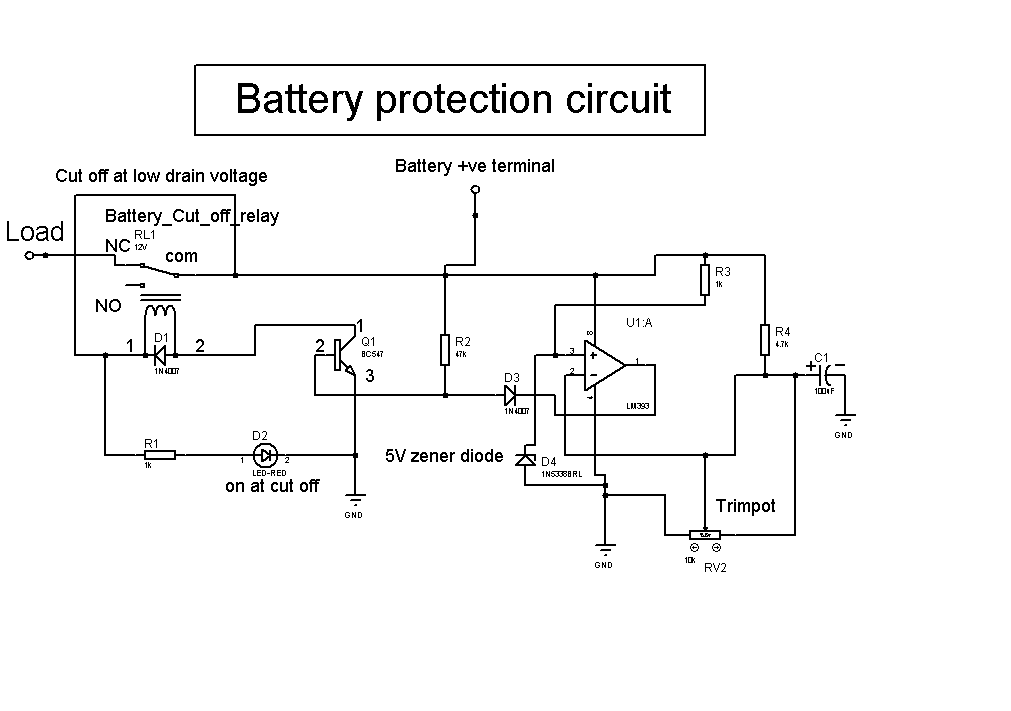 Battery protection circuit
Battery +ve terminal
Cut off at low drain voltage
Battery_Cut_off_relay
Load
RL1
NC 12V
com
NO
R3
1k
U1:A
8
1
D1
1
2
1N4007
2
Q1
BC547
3
R2
47K
3
+
2
−
1
4
LM393
R4
4.7K
C1
+ −
100uF
GND
D3
1N4007
R1
1k
D2
1 2
LED-RED
on at cut off
GND
5V zener diode
D4
1N5338BRL
Trimpot
GND
10k
RV2